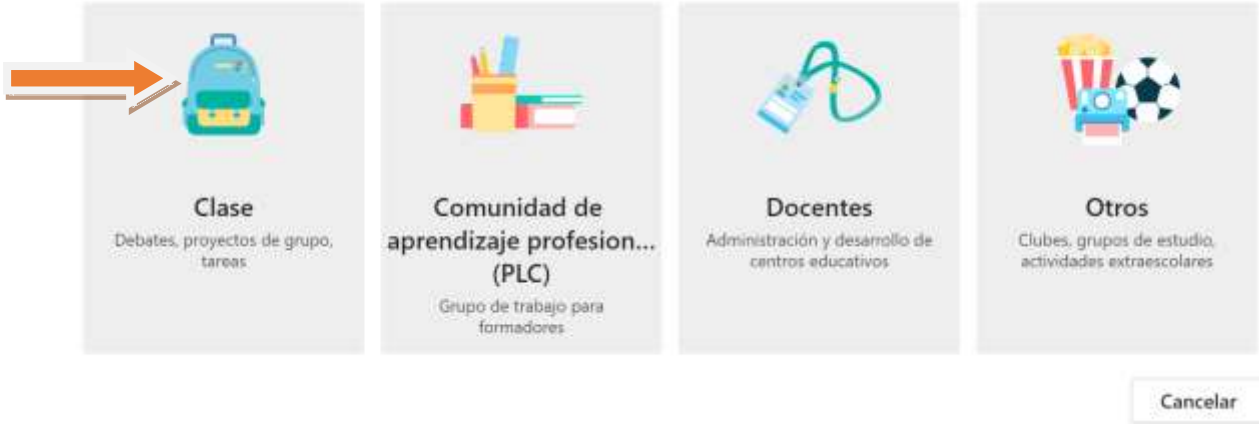 Clase
Debates, proyectos de grupo,
tareas
Comunidad de
aprendizaje profesion...
(PLC)
Grupo de trabajo para
formadores
Docentes
Administración y desarrollo de
centros educativos
Otros
Clubes, grupos de estudio,
actividades extraescolares
Cancelar